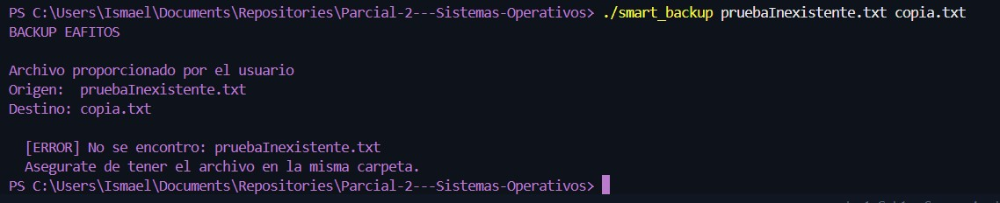 PS C:\Users\Ismael\Documents\Repositories\Parcial-2---Sistemas-Operativos> ./smart_backup pruebaInexistente.txt copia.txt
BACKUP EAFITOS
Archivo proporcionado por el usuario
Origen:  pruebaInexistente.txt
Destino: copia.txt
[ERROR] No se encontro: pruebaInexistente.txt
Asegurate de tener el archivo en la misma carpeta.
PS C:\Users\Ismael\Documents\Repositories\Parcial-2---Sistemas-Operativos>